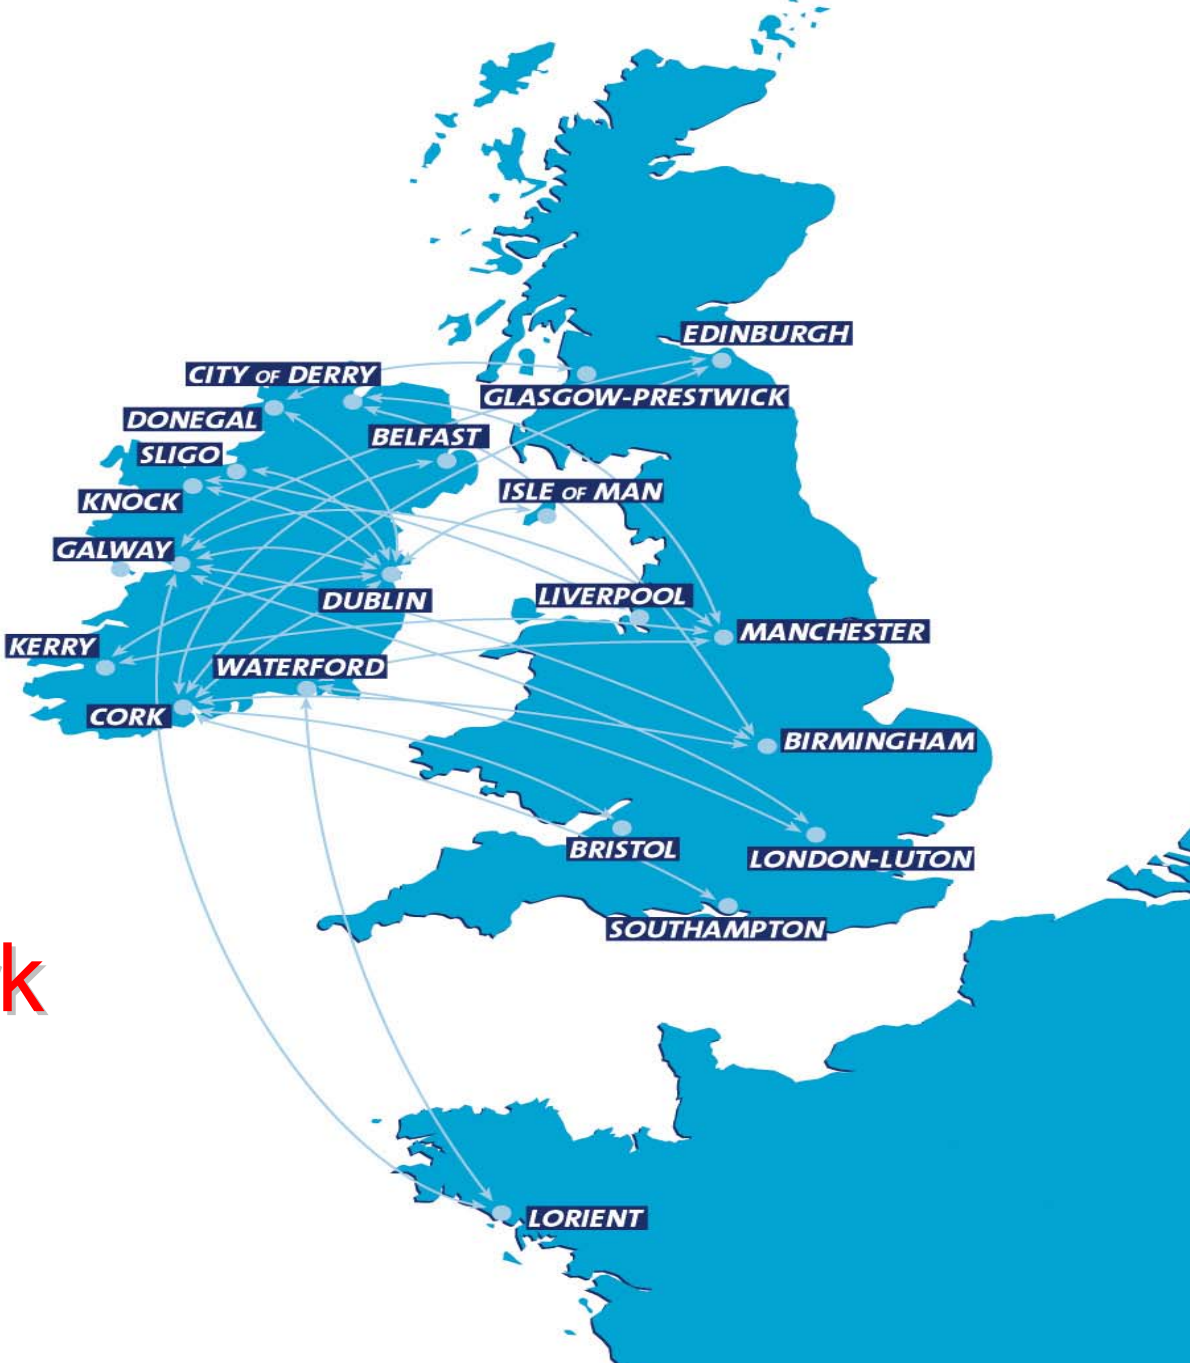 EDINBURGH
CITY OF DERRY
GLASGOW-PRESTWICK
DONEGAL
BELFAST
SLIGO
KNOCK
ISLE OF MAN
GALWAY
DUBLIN
LIVERPOOL
MANCHESTER
KERRY
WATERFORD
CORK
BIRMINGHAM
BRISTOL
LONDON-LUTON
SOUTHAMPTON
k
LORIENT